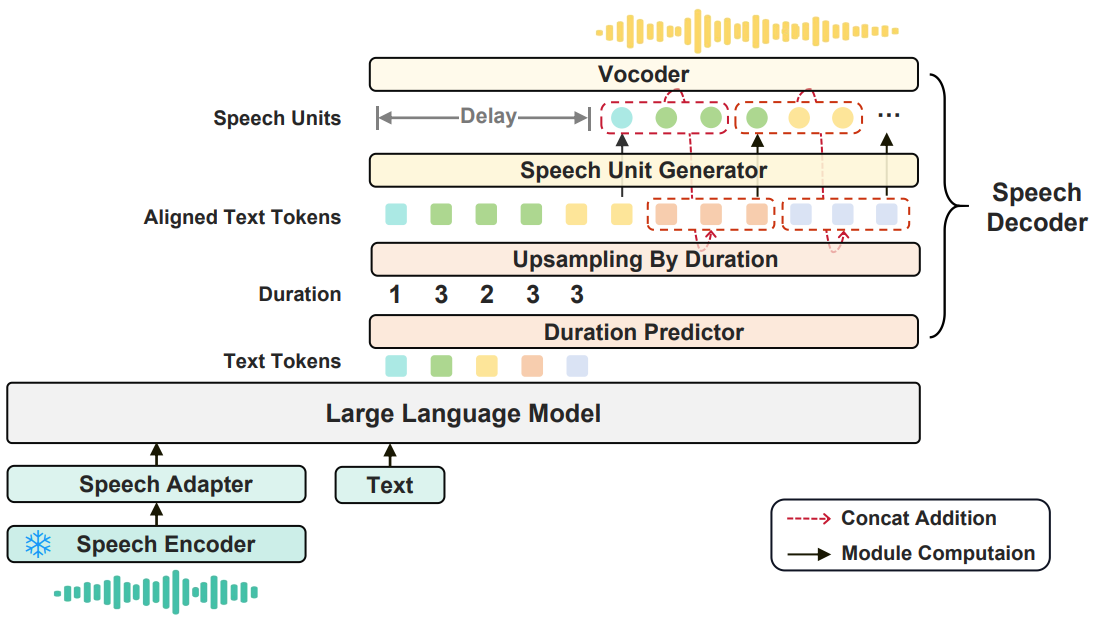 Vocoder
Speech Units
Delay
...
Speech Unit Generator
Aligned Text Tokens
Upsampling By Duration
Duration
1 3 2 3 3
Duration Predictor
Text Tokens
Large Language Model
Speech Adapter
Text
Speech Encoder
Speech
Decoder
Concat Addition
Module Computaion